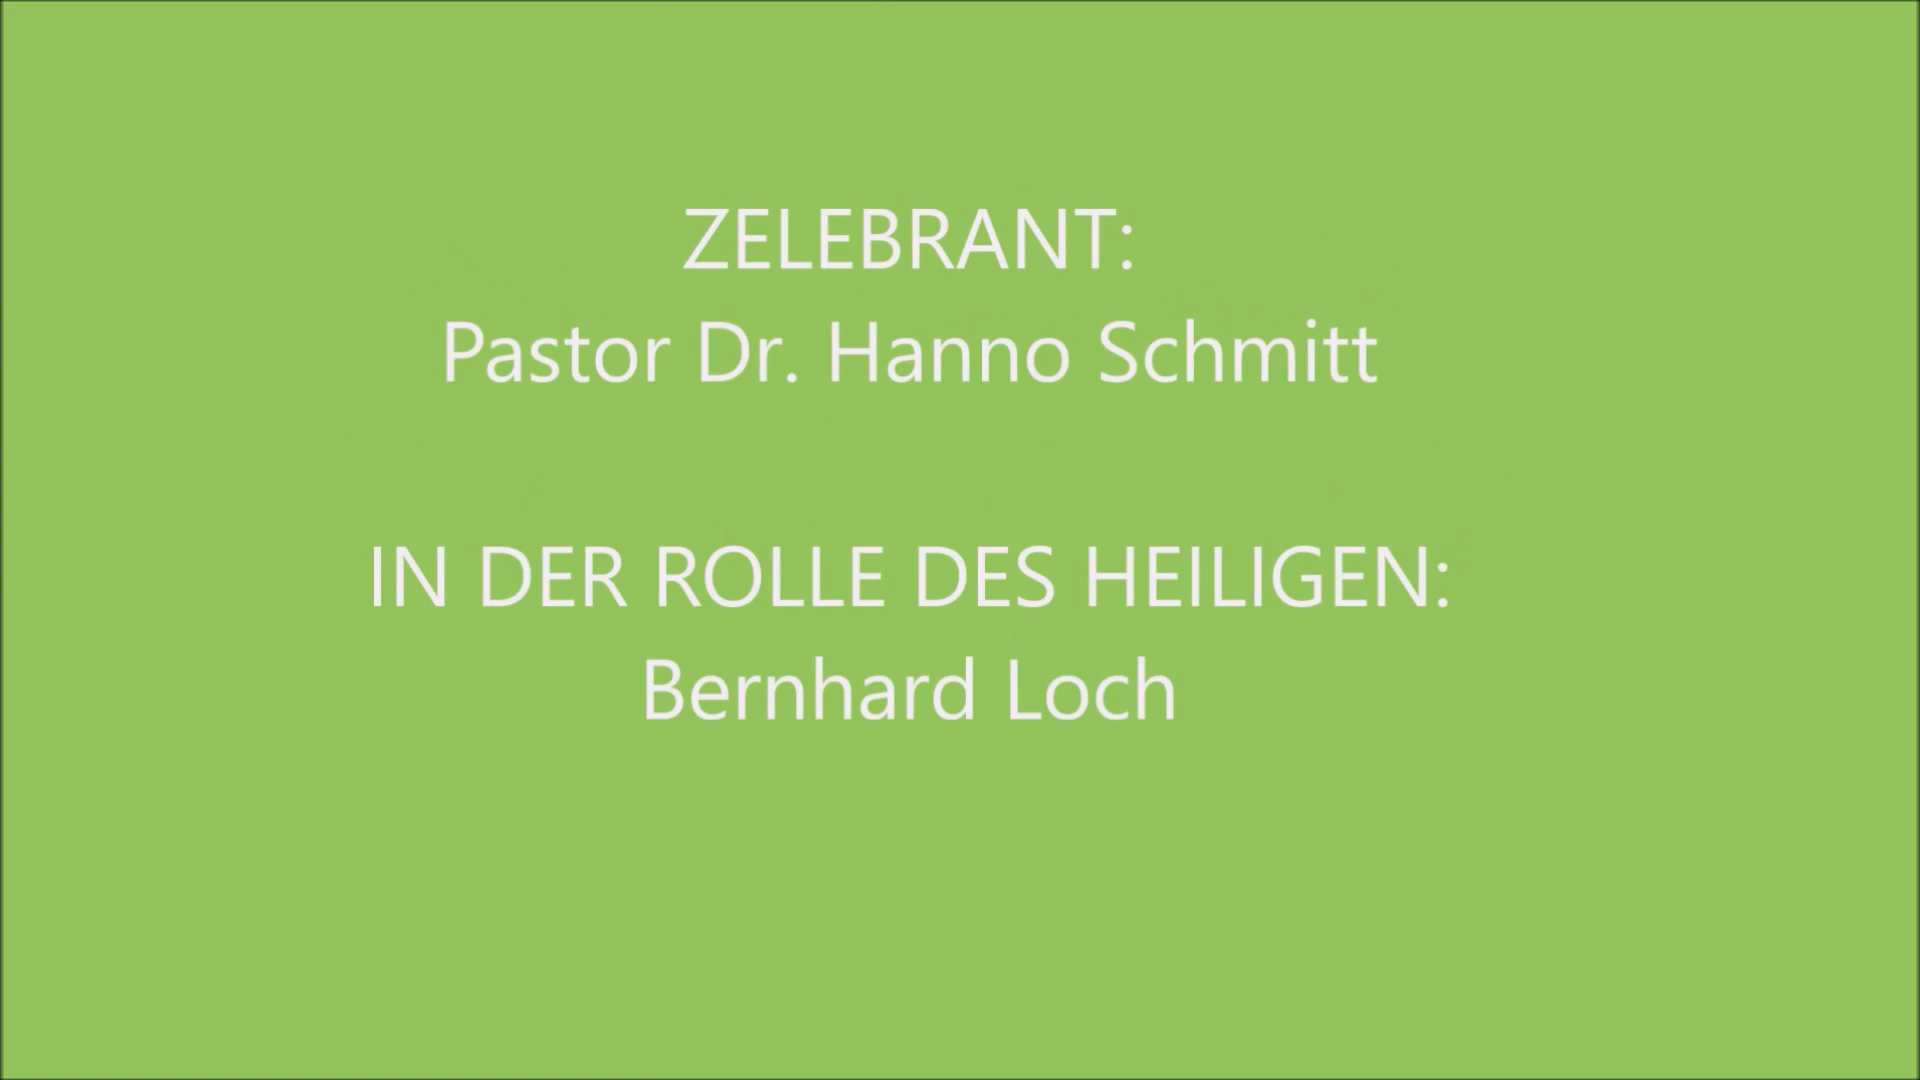 ZELEBRANT:
Pastor Dr. Hanno Schmitt
IN DER ROLLE DES HEILIGEN:
Bernhard Loch